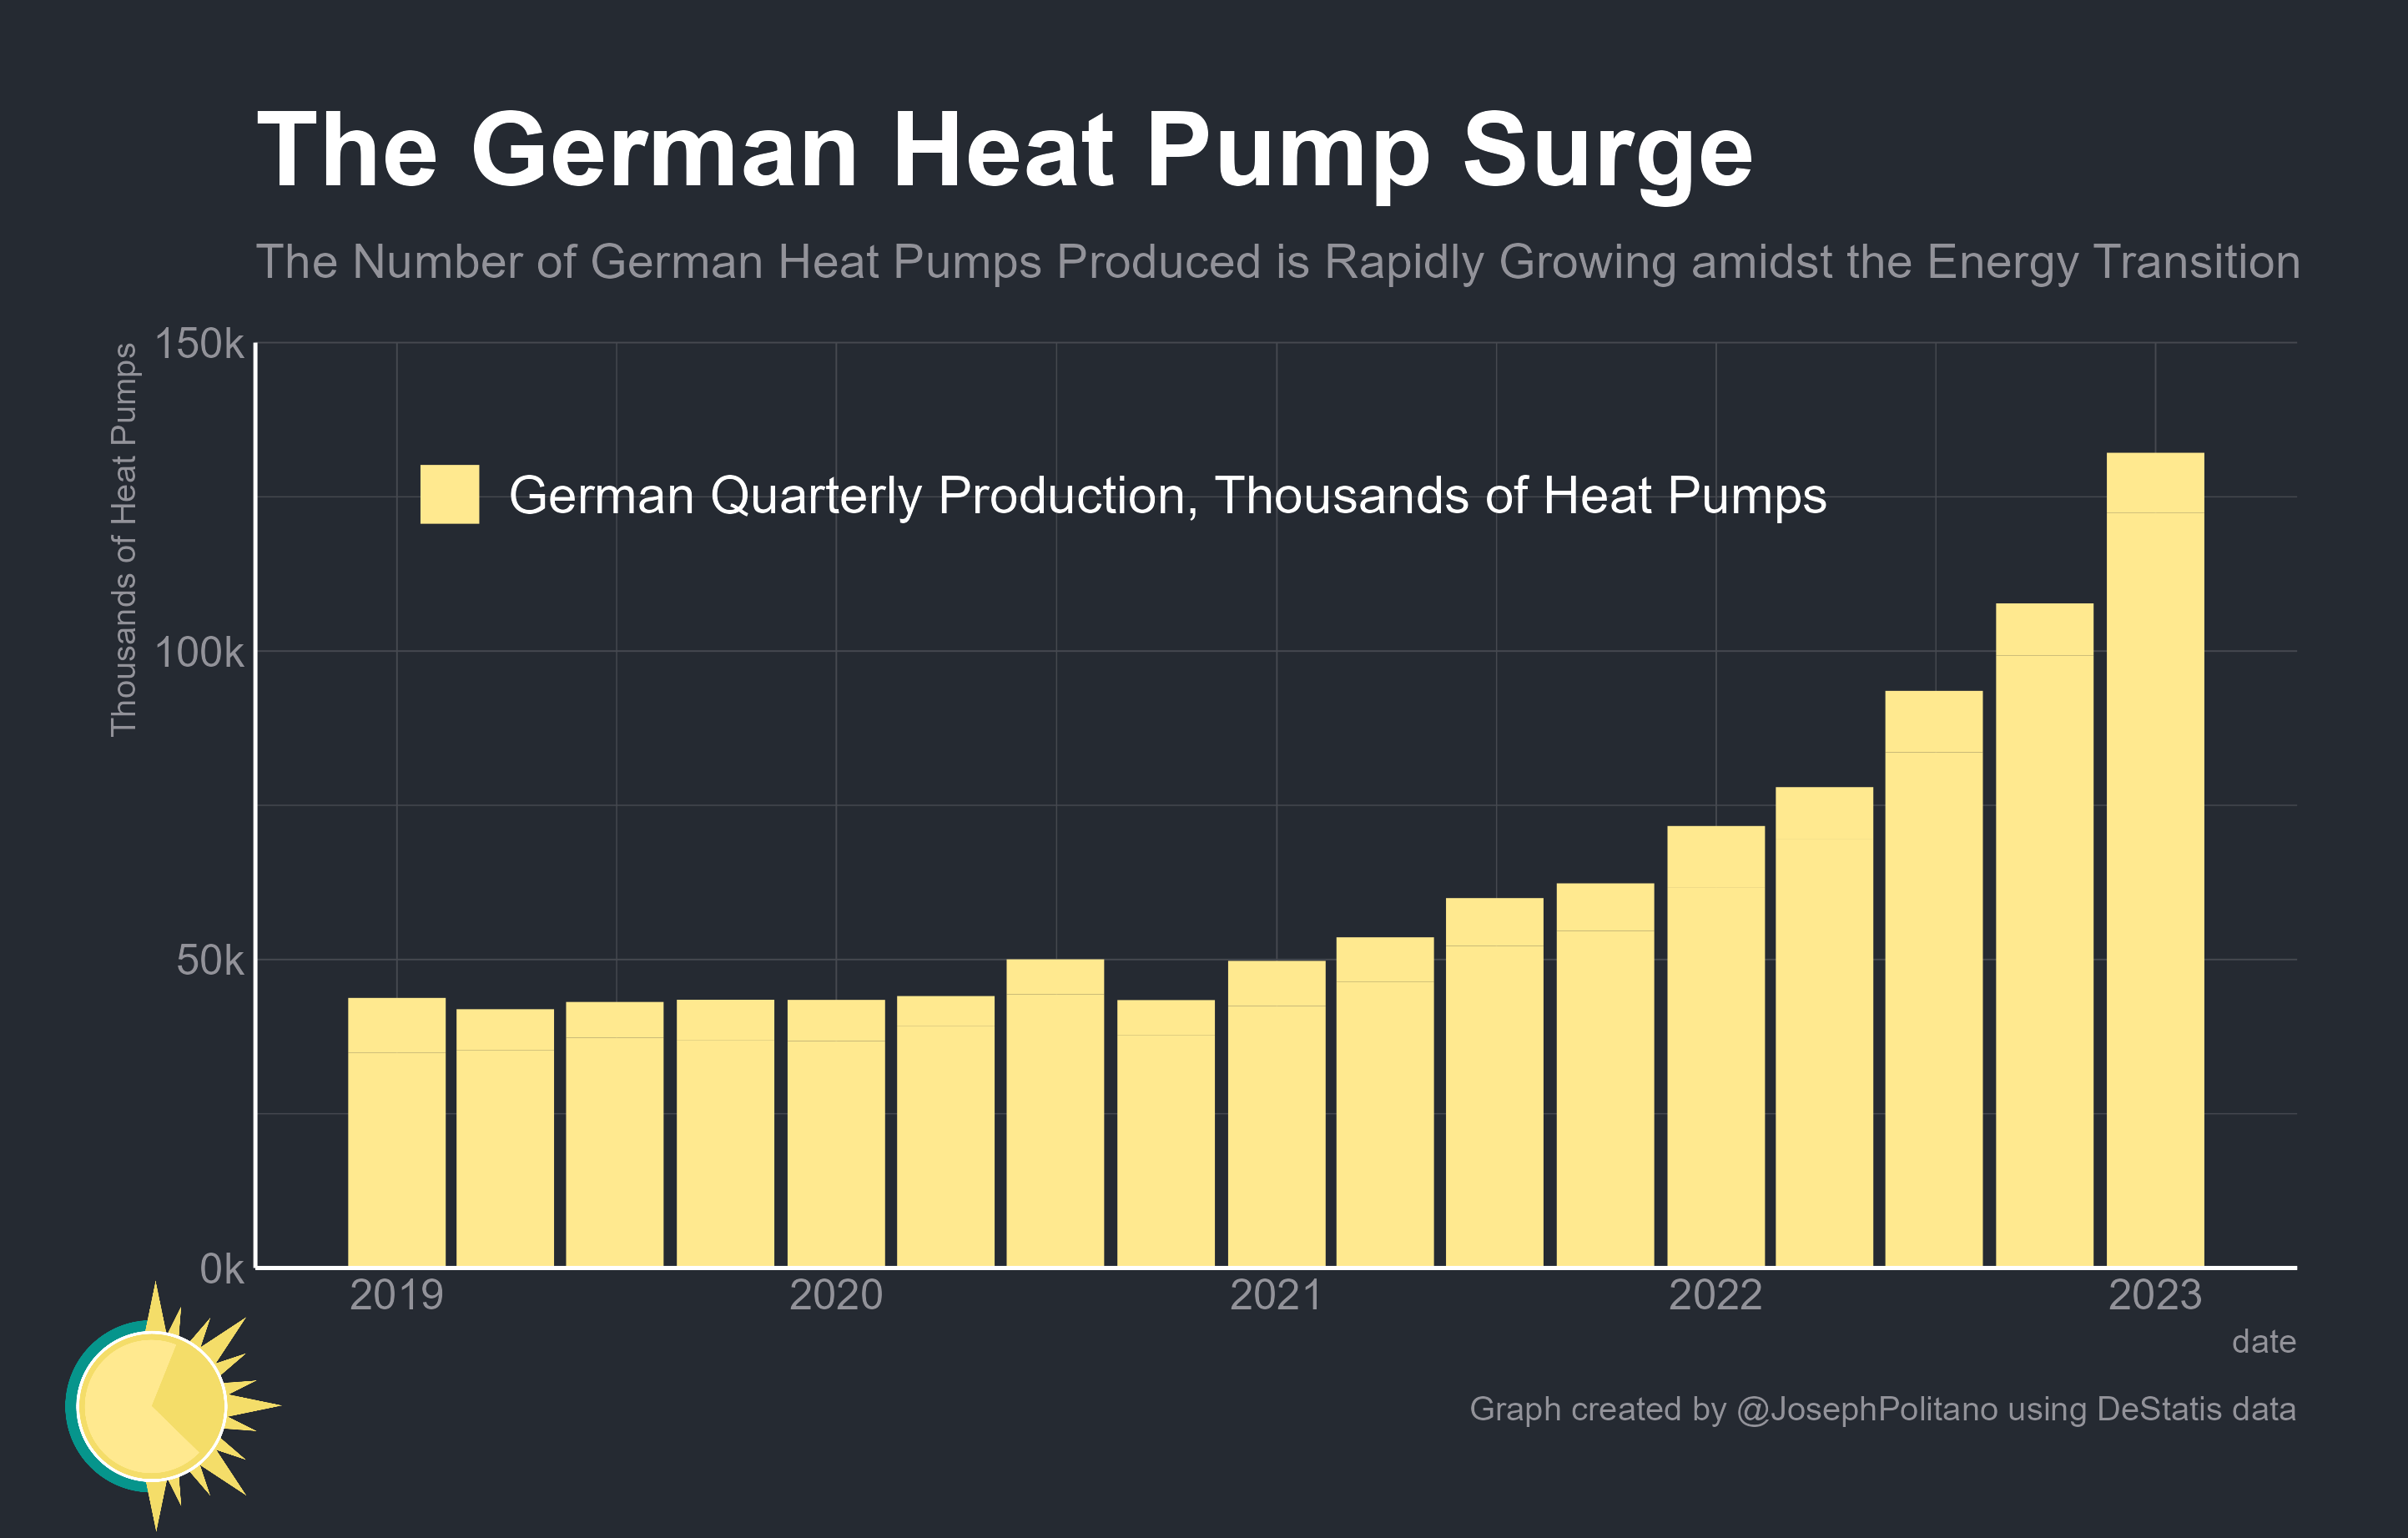 The German Heat Pump Surge
The Number of German Heat Pumps Produced is Rapidly Growing amidst the Energy Transition
Thousands of Heat Pumps
150k
100k
50k
0k
German Quarterly Production, Thousands of Heat Pumps
2019 2020 2021 2022 2023
date
Graph created by @JosephPolitano using DeStatis data